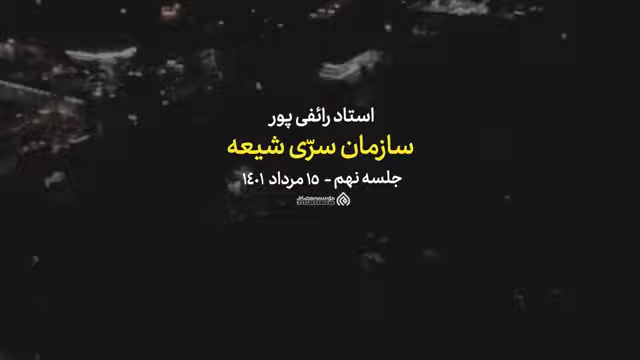 استاد رائفی پور
سازمان سرّی شیعه
جلسه نهم - ۱۵ مرداد ۱۴۰۱